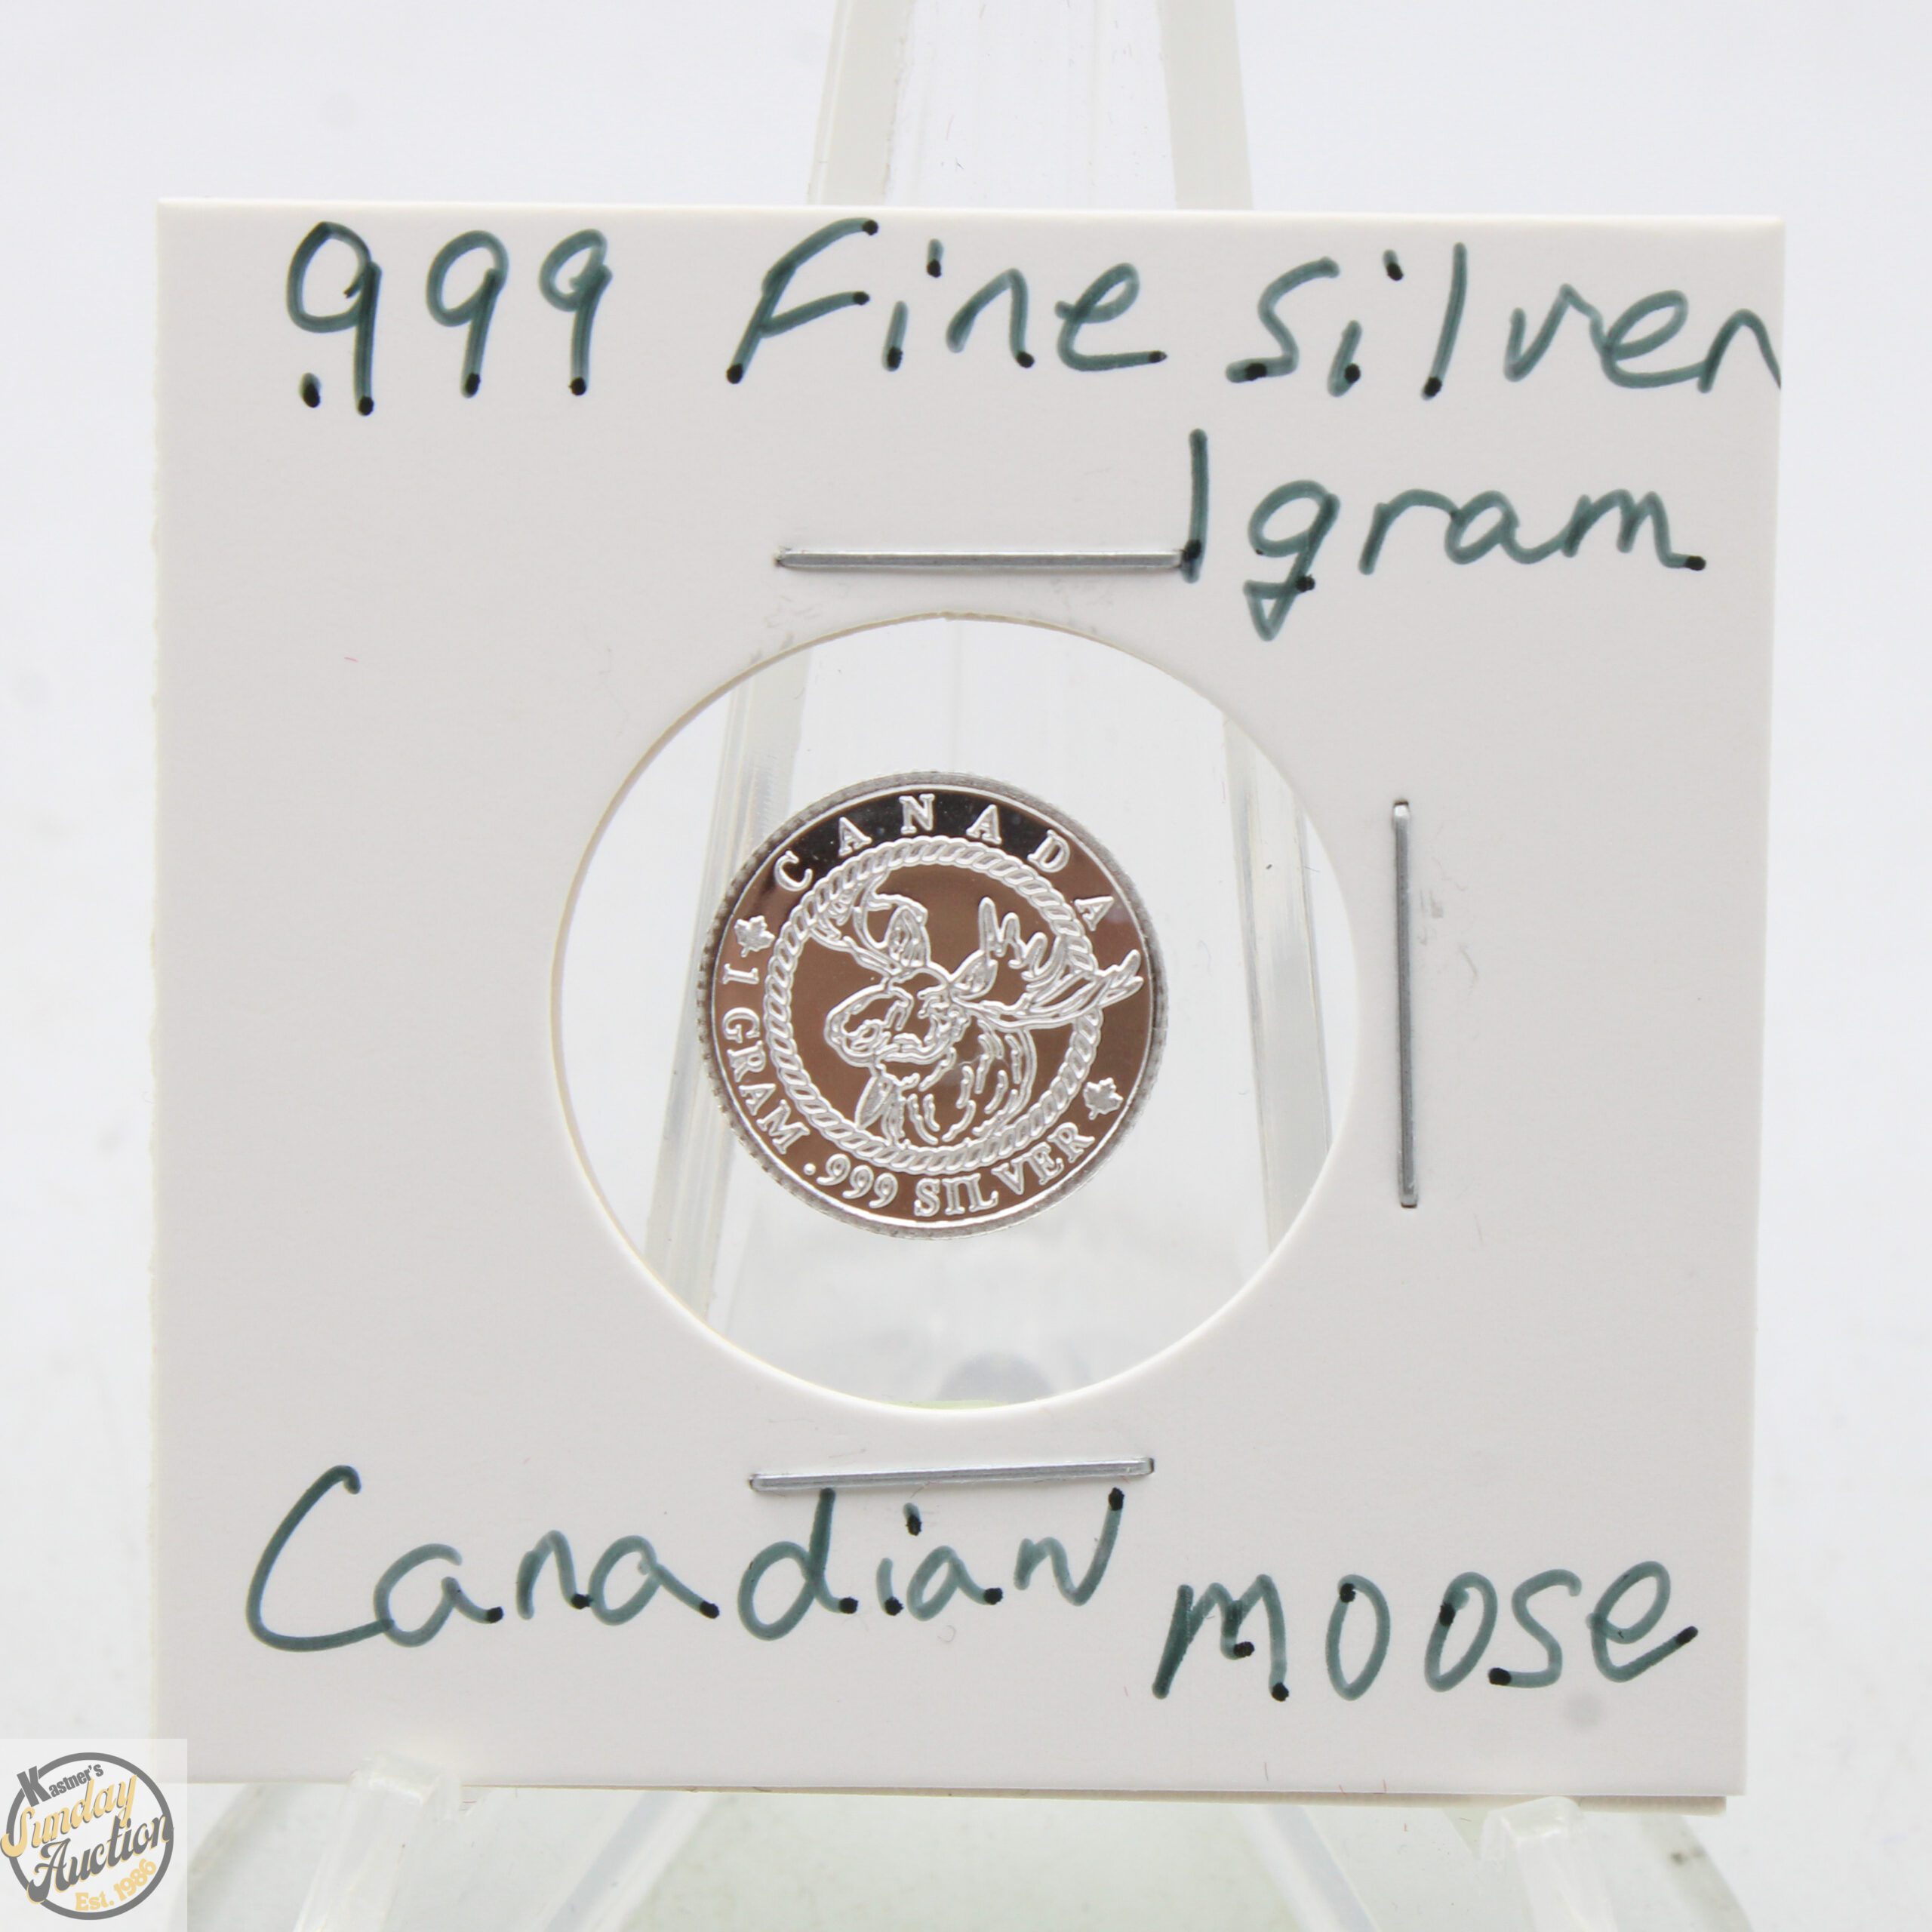 .999 Fine Silver
1gram
CANADA
1 GRAM .999 SILVER
Canadian Moose
Kastner's
Sunday
Auction
Est. 1986